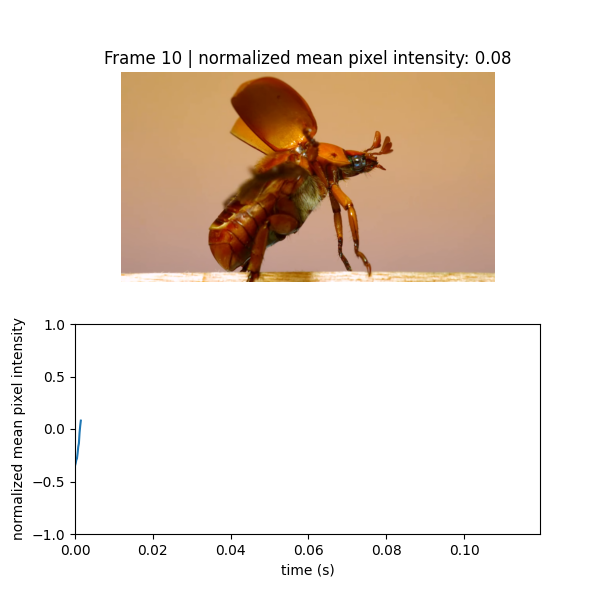 Frame 10 | normalized mean pixel intensity: 0.08
normalized mean pixel intensity
1.0
0.5
0.0
−0.5
−1.0
0.00 0.02 0.04 0.06 0.08 0.10
time (s)